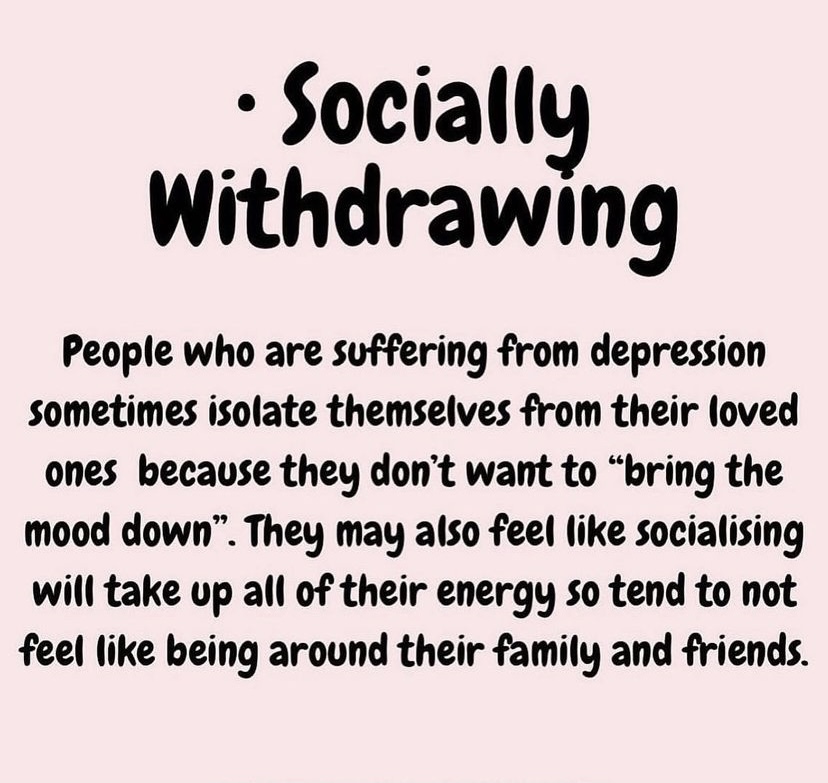 · Socially
Withdrawing
People who are suffering from depression
sometimes isolate themselves from their loved
ones  because they don’t want to “bring the
mood down”. They may also feel like socialising
will take up all of their energy so tend to not
feel like being around their family and friends.